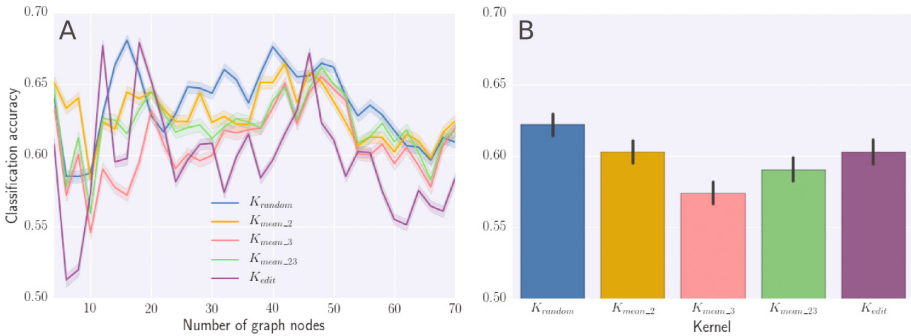 A
Classification accuracy
0.70
0.65
0.60
0.55
0.50
10 20 30 40 50 60 70
Number of graph nodes
K_random
K_mean_2
K_mean_3
K_mean_23
K_edit
B
0.70
0.65
0.60
0.55
0.50
K_random K_mean_2 K_mean_3 K_mean_23 K_edit
Kernel